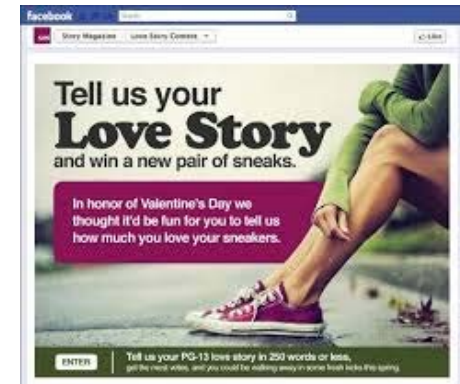 facebook
Search
Story Magazine Love Story Contest
Like
Tell us your
Love Story
and win a new pair of sneaks.
In honor of Valentine's Day we
thought it'd be fun for you to tell us
how much you love your sneakers.
ENTER
Tell us your PG-13 love story in 250 words or less,
get the most votes, and you could be walking away in some fresh kicks this spring.